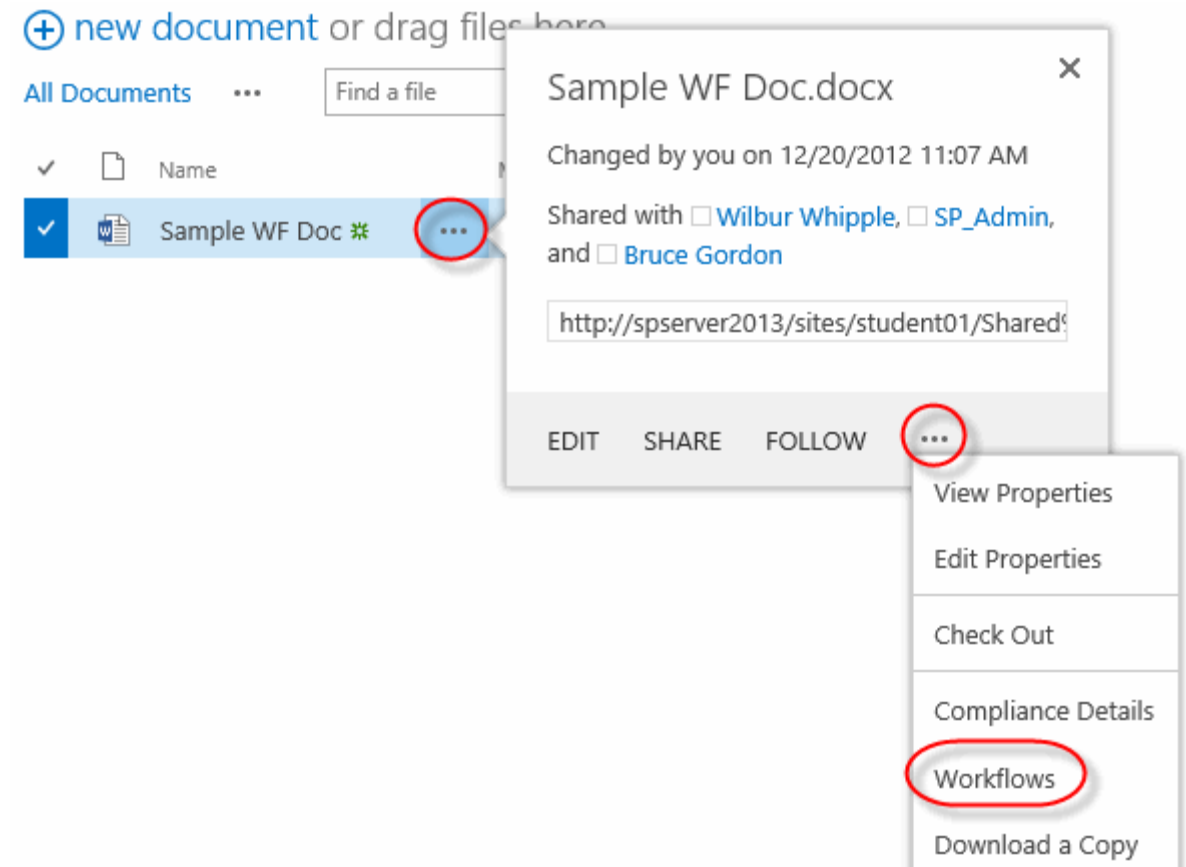 new document or drag files here
All Documents ...
Find a file
Name
Sample WF Doc ...
Sample WF Doc.docx
Changed by you on 12/20/2012 11:07 AM
Shared with Wilbur Whipple, SP_Admin,
and Bruce Gordon
http://spserver2013/sites/student01/Shared%
EDIT SHARE FOLLOW ...
View Properties
Edit Properties
Check Out
Compliance Details
Workflows
Download a Copy